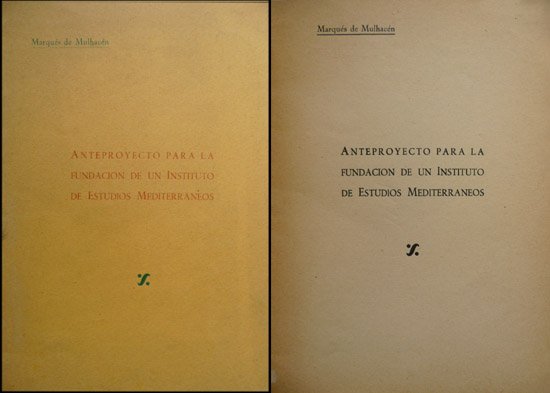 Marqués de Mulhacén
ANTEPROYECTO PARA LA
FUNDACION DE UN INSTITUTO
DE ESTUDIOS MEDITERRANEOS
Marqués de Mulhacén
ANTEPROYECTO PARA LA
FUNDACION DE UN INSTITUTO
DE ESTUDIOS MEDITERRANEOS